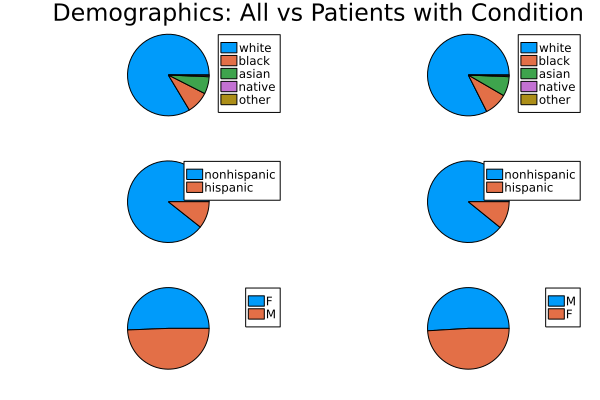 Demographics: All vs Patients with Condition
white
black
asian
native
other
white
black
asian
native
other
nonhispanic
hispanic
nonhispanic
hispanic
F
M
M
F